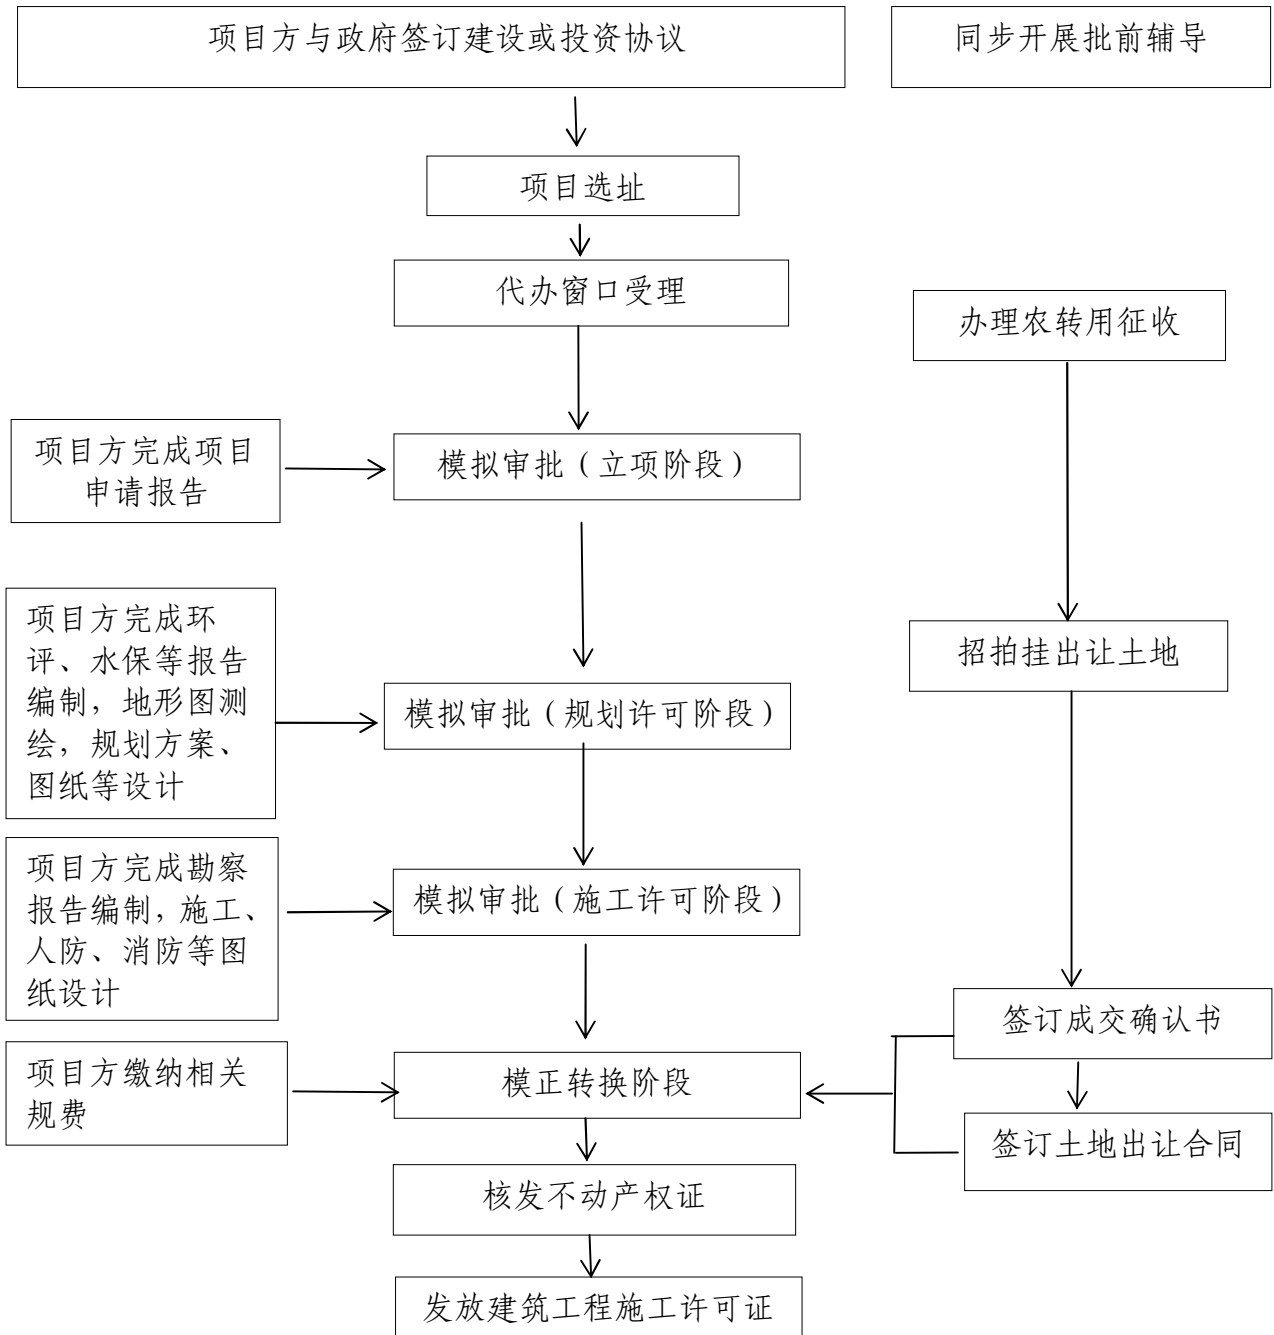 项目方与政府签订建设或投资协议
同步开展批前辅导
项目选址
代办窗口受理
办理农转用征收
项目方完成项目
申请报告
模拟审批（立项阶段）
项目方完成环
评、水保等报告
编制，地形图测
绘，规划方案、
图纸等设计
招拍挂出让土地
模拟审批（规划许可阶段）
项目方完成勘察
报告编制，施工、
人防、消防等图
纸设计
模拟审批（施工许可阶段）
签订成交确认书
项目方缴纳相关
规费
模正转换阶段
签订土地出让合同
核发不动产权证
发放建筑工程施工许可证